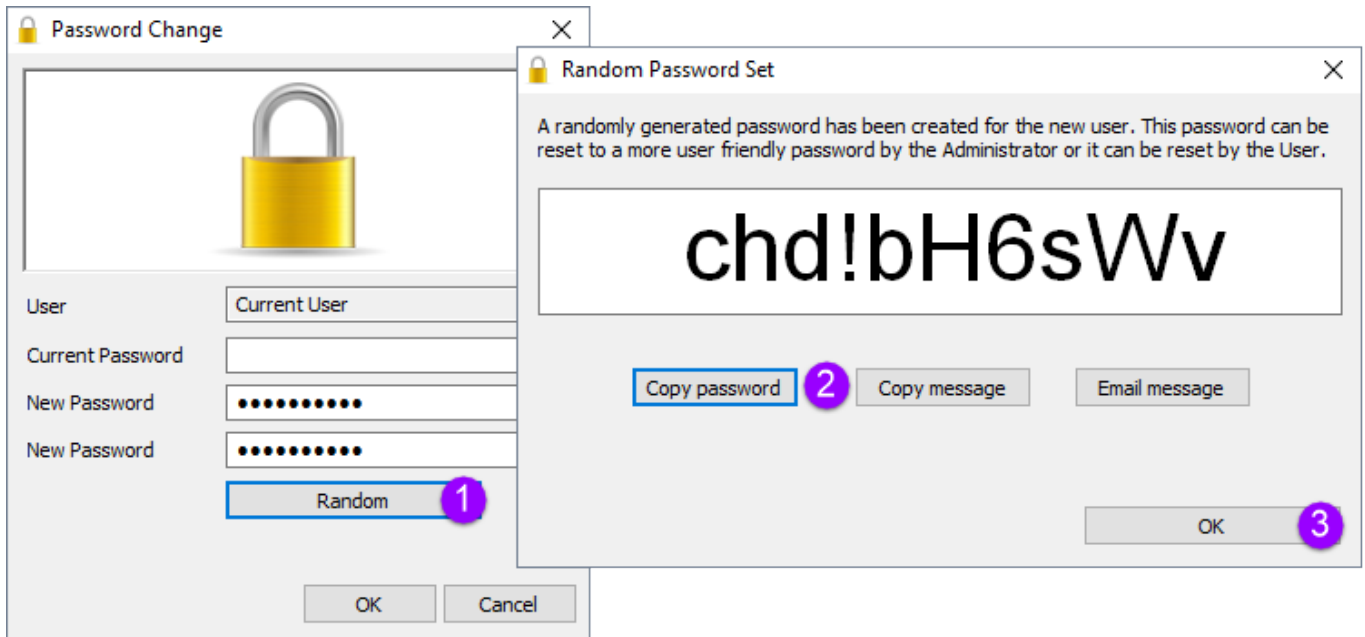 Password Change
User
Current User
Current Password
New Password
●●●●●●●●●●
New Password
●●●●●●●●●●
Random
1
OK
Cancel
Random Password Set
A randomly generated password has been created for the new user. This password can be
reset to a more user friendly password by the Administrator or it can be reset by the User.
chd!bH6sWv
Copy password
2
Copy message
Email message
OK
3